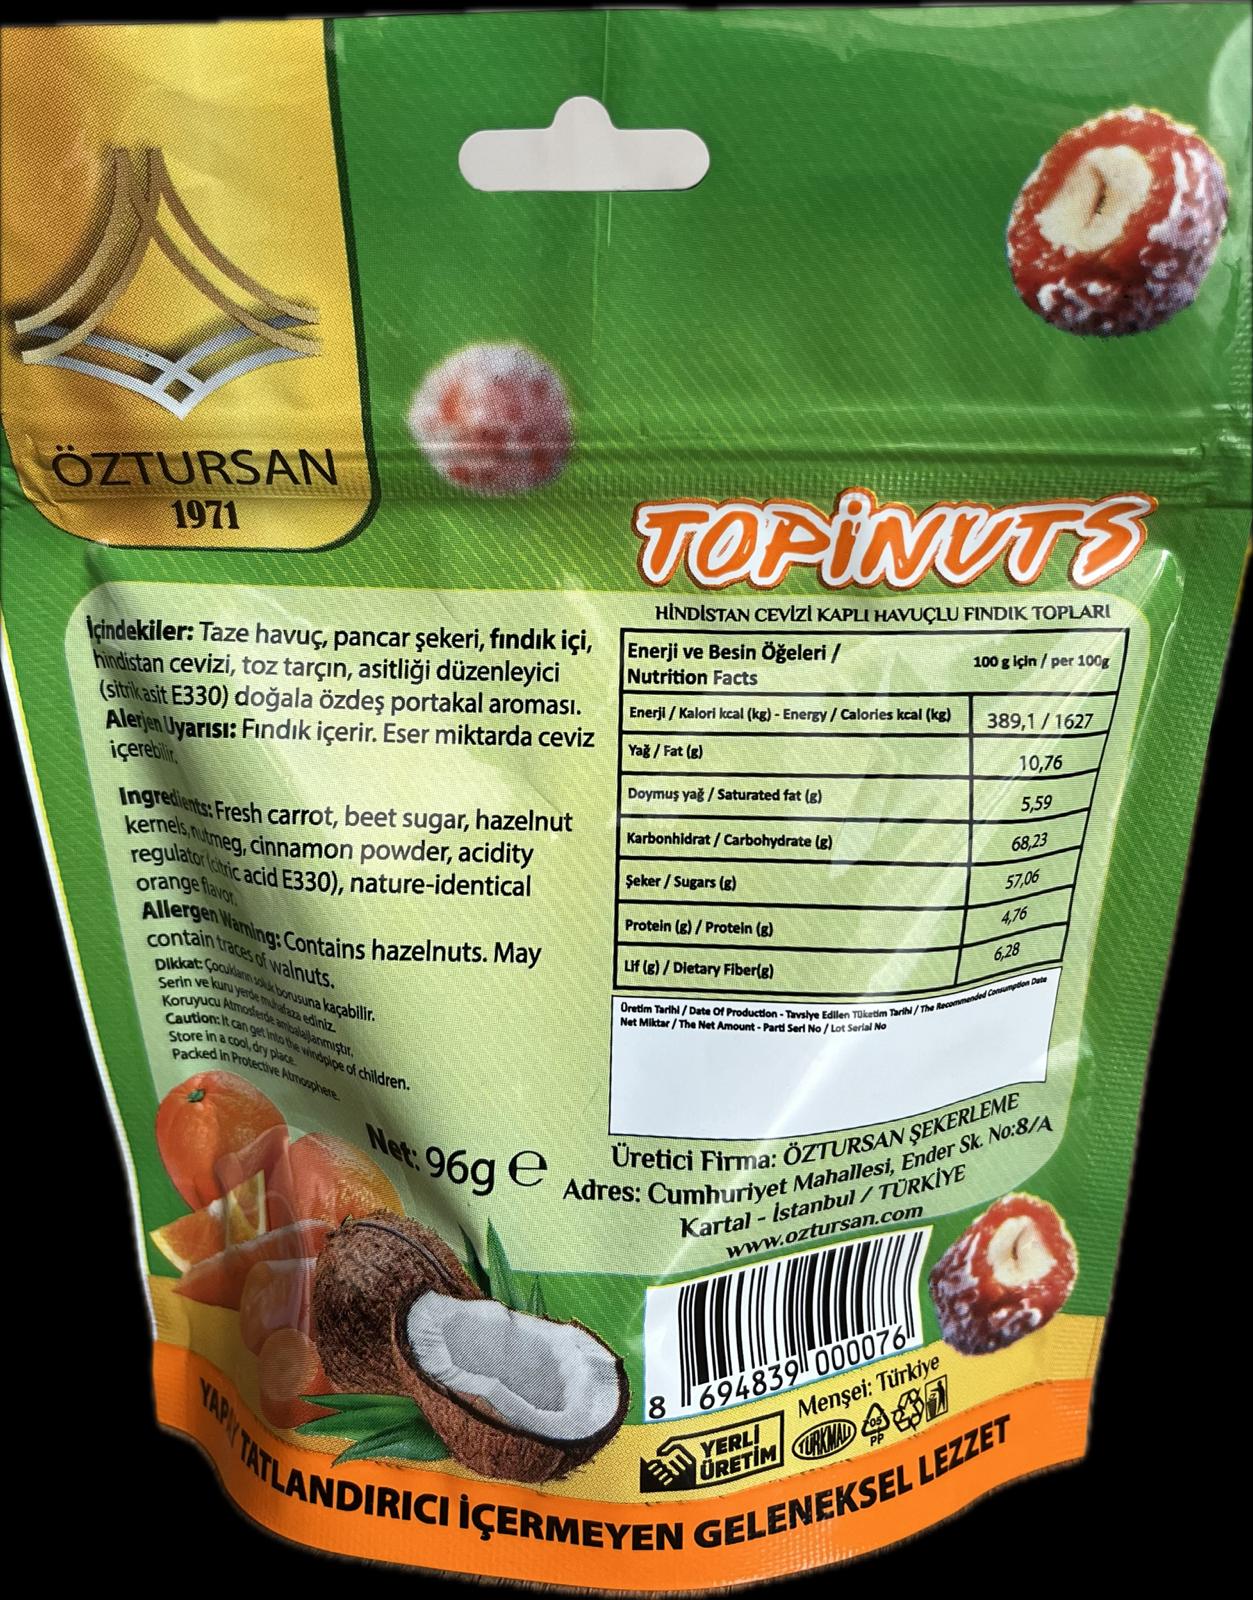 ÖZTURSAN
1971
TOPiNUTS
HİNDİSTAN CEVİZİ KAPLI HAVUÇLU FINDIK TOPLARI
İçindekiler: Taze havuç, pancar şekeri, fındık içi,
hindistan cevizi, toz tarçın, asitliği düzenleyici
(sitrik asit E330) doğala özdeş portakal aroması.
Alerjen Uyarısı: Fındık içerir. Eser miktarda ceviz
içerebilir.
Ingredients: Fresh carrot, beet sugar, hazelnut
kernels, nutmeg, cinnamon powder, acidity
regulator (citric acid E330), nature-identical
orange flavor.
Allergen Warning: Contains hazelnuts. May
contain traces of walnuts.
Dikkat: Çocukların soluk borusuna kaçabilir.
Serin ve kuru yerde muhafaza ediniz.
Koruyucu Atmosferde ambalajlanmıştır.
Caution: It can get into the windpipe of children.
Store in a cool, dry place.
Packed in Protective Atmosphere.
Net: 96g e
Enerji ve Besin Öğeleri /
Nutrition Facts
100 g için / per 100g
Enerji / Kalori kcal (kg) - Energy / Calories kcal (kg) 389,1 / 1627
Yağ / Fat (g) 10,76
Doymuş yağ / Saturated fat (g) 5,59
Karbonhidrat / Carbohydrate (g) 68,23
Şeker / Sugars (g) 57,06
Protein (g) / Protein (g) 4,76
Lif (g) / Dietary Fiber(g) 6,28
Üretim Tarihi / Date Of Production - Tavsiye Edilen Tüketim Tarihi / The Recommended Consumption Date
Net Miktar / The Net Amount - Parti Seri No / Lot Serial No
Üretici Firma: ÖZTURSAN ŞEKERLEME
Adres: Cumhuriyet Mahallesi, Ender Sk. No:8/A
Kartal - İstanbul / TÜRKİYE
www.oztursan.com
8 694839 000076
Menşei: Türkiye
YERLİ
ÜRETİM
TÜRKMALI
05
PP
YAPAY TATLANDIRICI İÇERMEYEN GELENEKSEL LEZZET